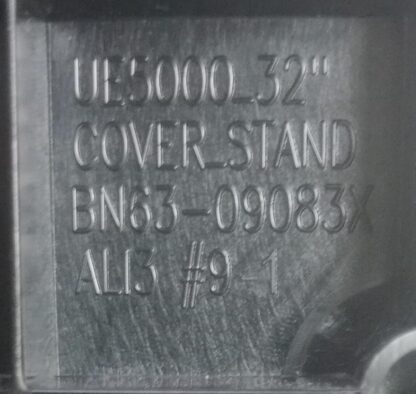 UE5000_32"
COVER_STAND
BN63-09083X
ALI3 #9-1